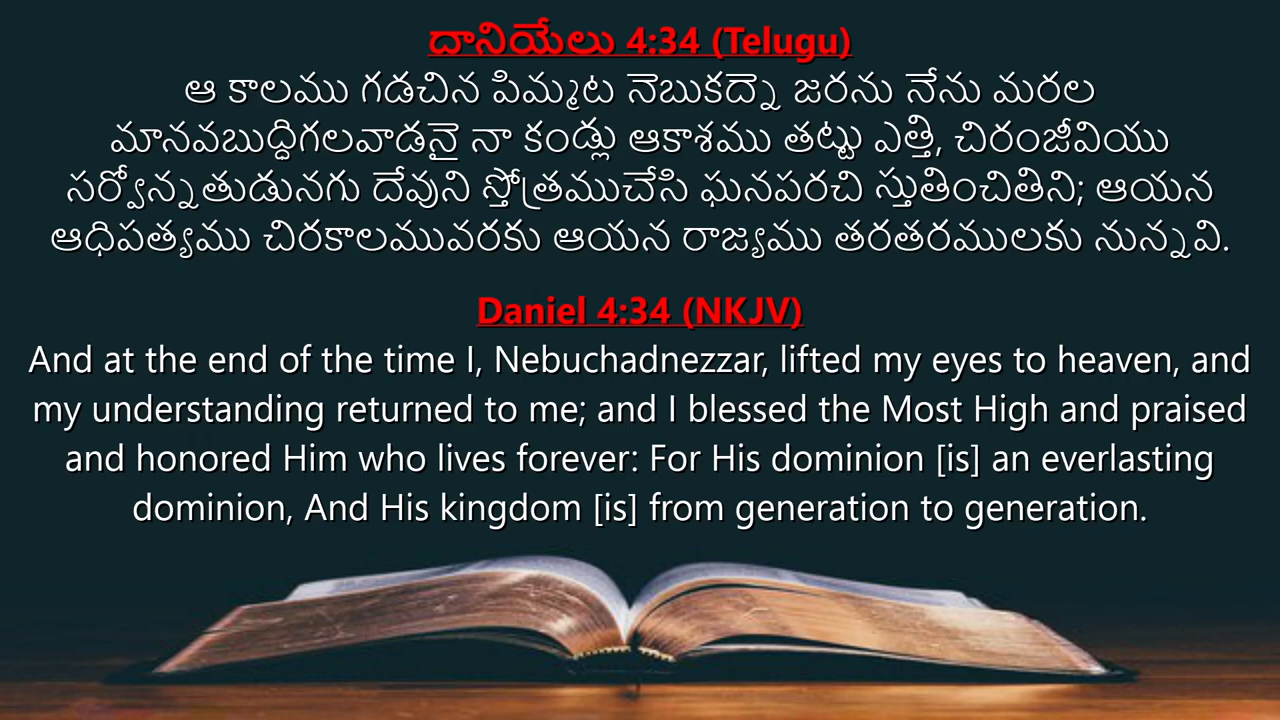 దానియేలు 4:34 (Telugu)
ఆ కాలము గడచిన పిమ్మట నెబుకద్నె జరను నేను మరల
మానవబుద్ధిగలవాడనై నా కండ్లు ఆకాశము తట్టు ఎత్తి, చిరంజీవియు
సర్వోన్నతుడునగు దేవుని స్తోత్రముచేసి ఘనపరచి స్తుతించితిని; ఆయన
ఆధిపత్యము చిరకాలమువరకు ఆయన రాజ్యము తరతరములకు నున్నవి.
Daniel 4:34 (NKJV)
And at the end of the time I, Nebuchadnezzar, lifted my eyes to heaven, and
my understanding returned to me; and I blessed the Most High and praised
and honored Him who lives forever: For His dominion [is] an everlasting
dominion, And His kingdom [is] from generation to generation.